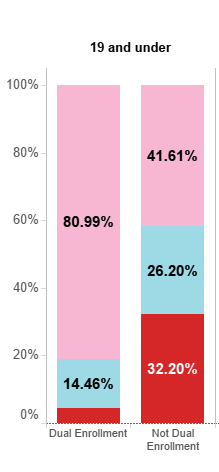 19 and under
100%
80%
60%
40%
20%
0%
80.99%
14.46%
41.61%
26.20%
32.20%
Dual Enrollment
Not Dual
Enrollment